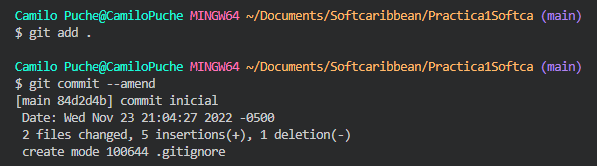 Camilo Puche@CamiloPuche MINGW64 ~/Documents/Softcaribbean/Practica1Softca (main)
$ git add .
Camilo Puche@CamiloPuche MINGW64 ~/Documents/Softcaribbean/Practica1Softca (main)
$ git commit --amend
[main 84d2d4b] commit inicial
Date: Wed Nov 23 21:04:27 2022 -0500
2 files changed, 5 insertions(+), 1 deletion(-)
create mode 100644 .gitignore